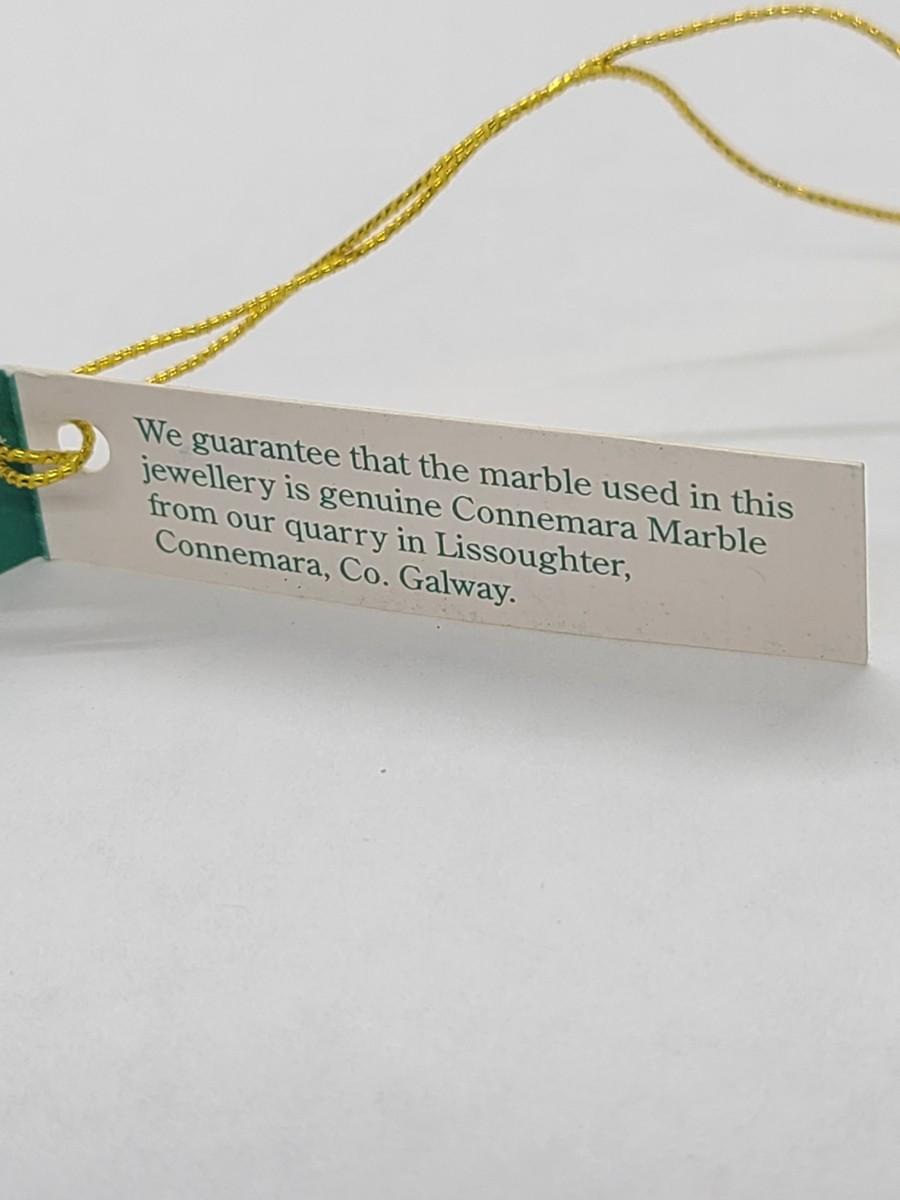 We guarantee that the marble used in this
jewellery is genuine Connemara Marble
from our quarry in Lissoughter,
Connemara, Co. Galway.